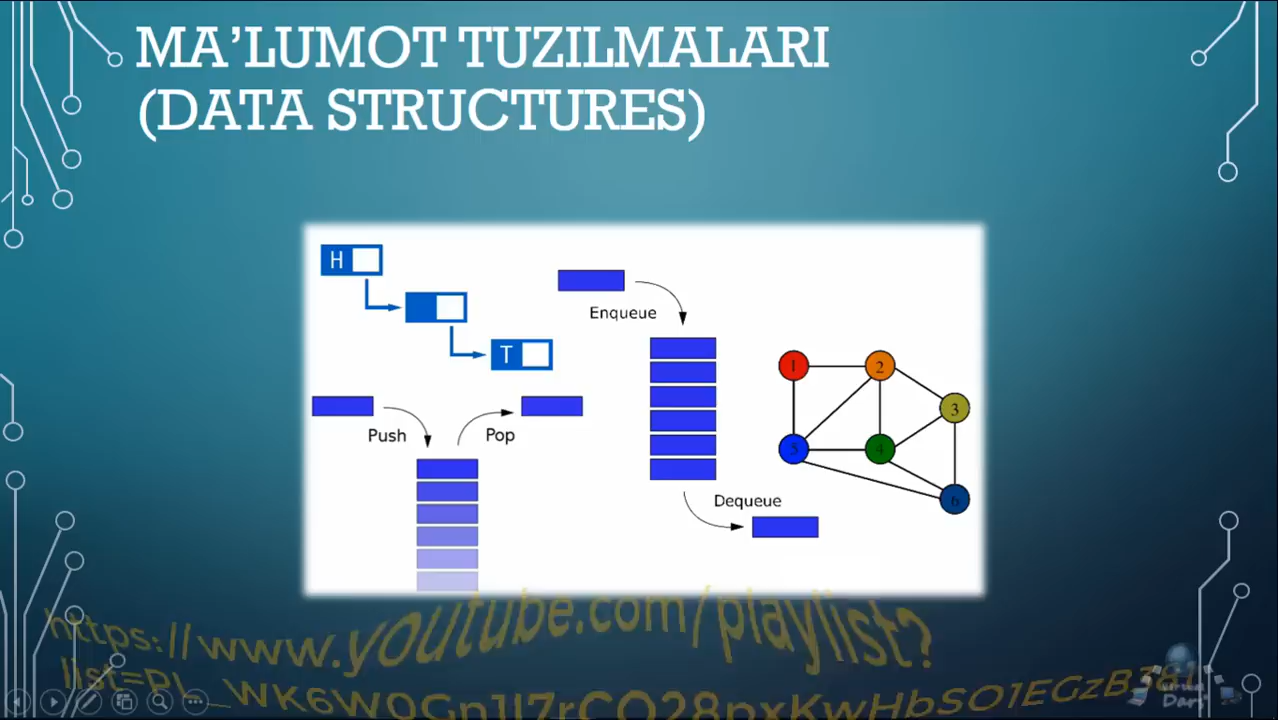 MA’LUMOT TUZILMALARI
(DATA STRUCTURES)
H
T
Enqueue
Push
Pop
Dequeue
1
2
3
5
4
6
https://www.youtube.com/playlist?
Dars